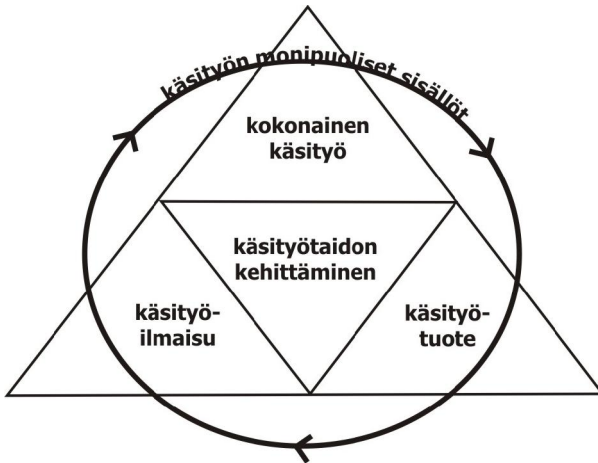 käsityön monipuoliset sisällöt
kokonainen
käsityö
käsityötaidon
kehittäminen
käsityö-
ilmaisu
käsityö-
tuote